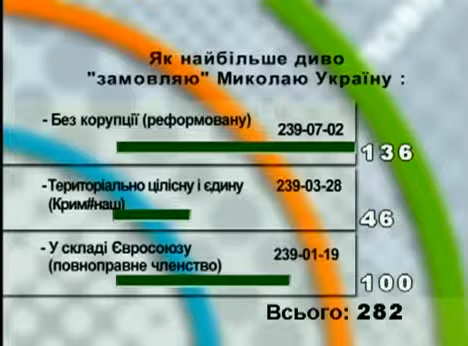 Як найбільше диво
"замовляю" Миколаю Україну :
- Без корупції (реформовану)
239-07-02
136
- Територіально цілісну і єдину
239-03-28
(Крим#наш)
46
- У складі Євросоюзу
239-01-19
(повноправне членство)
100
Всього: 282